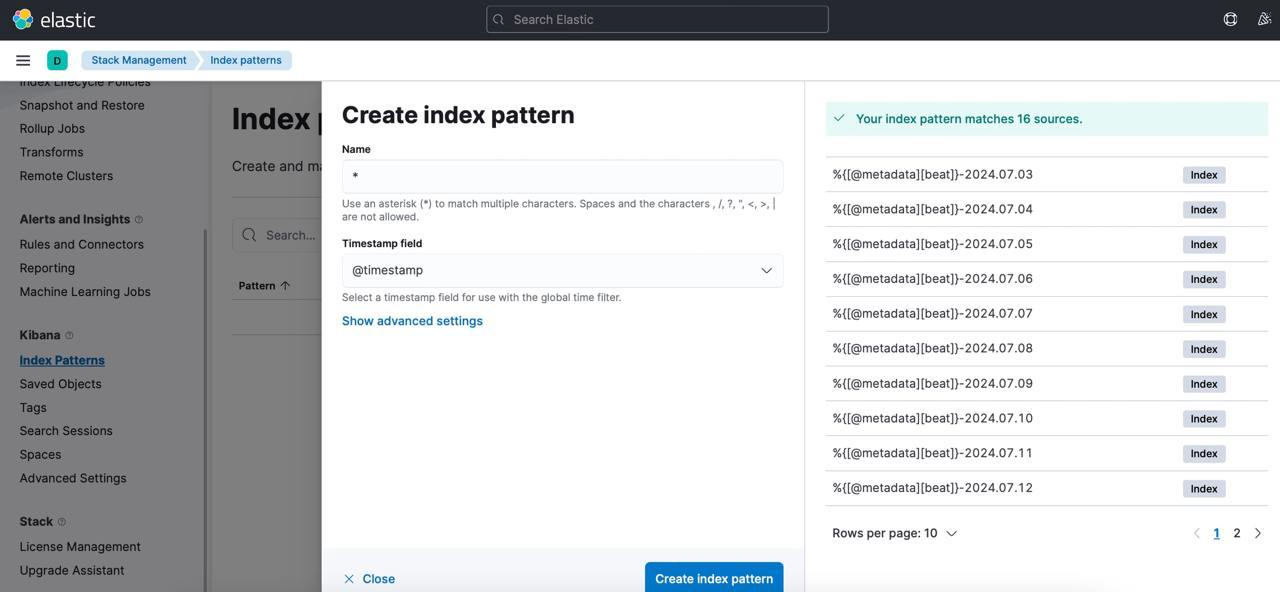 elastic
Search Elastic
D
Stack Management
Index patterns
Index Lifecycle Policies
Snapshot and Restore
Rollup Jobs
Transforms
Remote Clusters
Alerts and Insights
Rules and Connectors
Reporting
Machine Learning Jobs
Kibana
Index Patterns
Saved Objects
Tags
Search Sessions
Spaces
Advanced Settings
Stack
License Management
Upgrade Assistant
Index p
Create and ma
Search...
Pattern
Create index pattern
Name
*
Use an asterisk (*) to match multiple characters. Spaces and the characters , /, ?, ", <, >, |
are not allowed.
Timestamp field
@timestamp
Select a timestamp field for use with the global time filter.
Show advanced settings
Close
Create index pattern
Your index pattern matches 16 sources.
%{[@metadata][beat]}-2024.07.03 Index
%{[@metadata][beat]}-2024.07.04 Index
%{[@metadata][beat]}-2024.07.05 Index
%{[@metadata][beat]}-2024.07.06 Index
%{[@metadata][beat]}-2024.07.07 Index
%{[@metadata][beat]}-2024.07.08 Index
%{[@metadata][beat]}-2024.07.09 Index
%{[@metadata][beat]}-2024.07.10 Index
%{[@metadata][beat]}-2024.07.11 Index
%{[@metadata][beat]}-2024.07.12 Index
Rows per page: 10
1 2